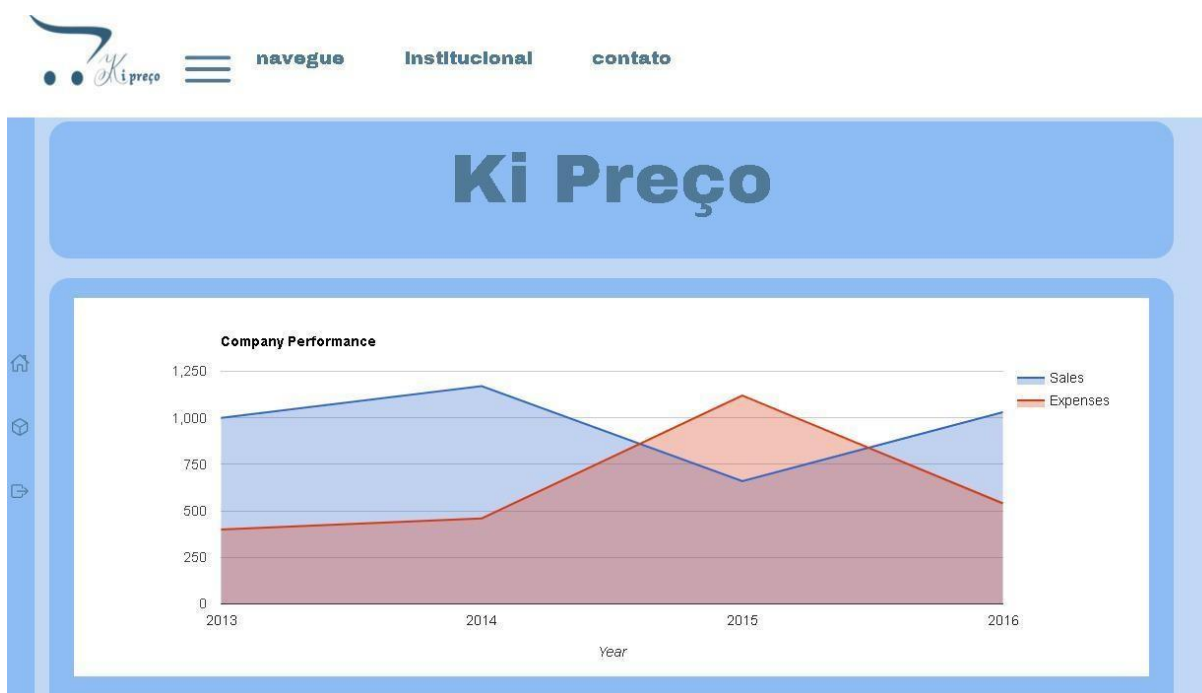 Ki preço
navegue Institucional contato
Ki Preço
Company Performance
1,250
1,000
750
500
250
0
Sales
Expenses
2013 2014 2015 2016
Year